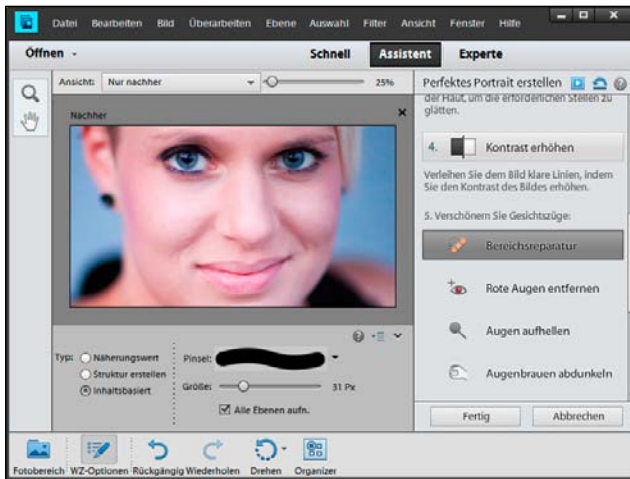 Datei Bearbeiten Bild Überarbeiten Ebene Auswahl Filter Ansicht Fenster Hilfe
Öffnen
Schnell Assistent Experte
Ansicht: Nur nachher 25%
Nachher
Perfektes Portrait erstellen
der Haut, um die erforderlichen Stellen zu
glätten.
4. Kontrast erhöhen
Verleihen Sie dem Bild klare Linien, indem
Sie den Kontrast des Bildes erhöhen.
5. Verschönern Sie Gesichtszüge:
Bereichsreparatur
Rote Augen entfernen
Augen aufhellen
Augenbrauen abdunkeln
Fertig Abbrechen
Typ: Näherungswert
Struktur erstellen
Inhaltsbasiert
Pinsel:
Größe: 31 Px
Alle Ebenen aufn.
Fotobereich WZ-Optionen Rückgängig Wiederholen Drehen Organizer